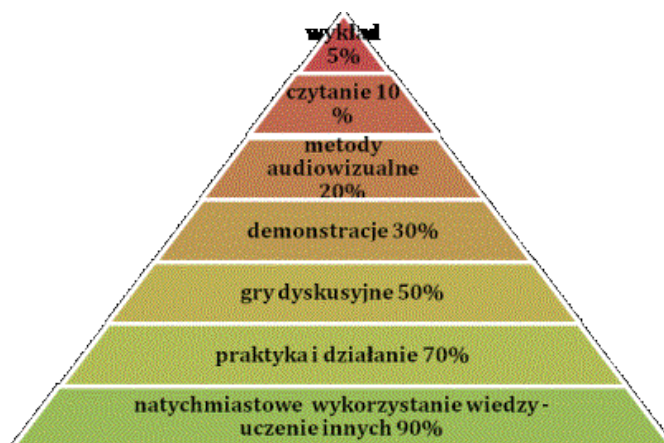 wykład
5%
czytanie 10
%
metody
audiowizualne
20%
demonstracje 30%
gry dyskusyjne 50%
praktyka i działanie 70%
natychmiastowe wykorzystanie wiedzy -
uczenie innych 90%